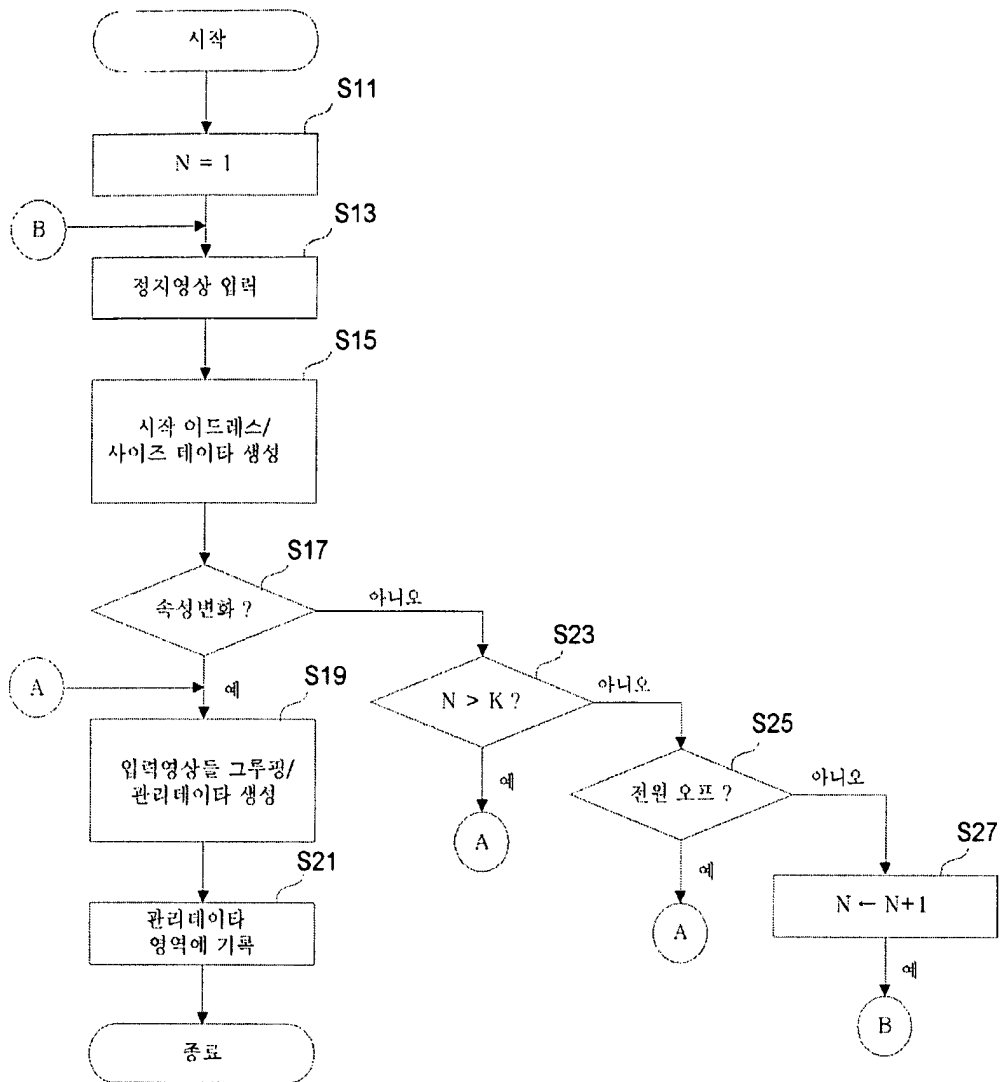 시작
S11
N = 1
B
S13
정지영상 입력
S15
시작 어드레스/
사이즈 데이타 생성
S17
속성변화 ?
아니오
S23
N > K ?
아니오
S25
전원 오프 ?
아니오
S27
N ← N+1
예
B
예
A
예
A
A
예
S19
입력영상들 그루핑/
관리데이타 생성
S21
관리데이타
영역에 기록
종료